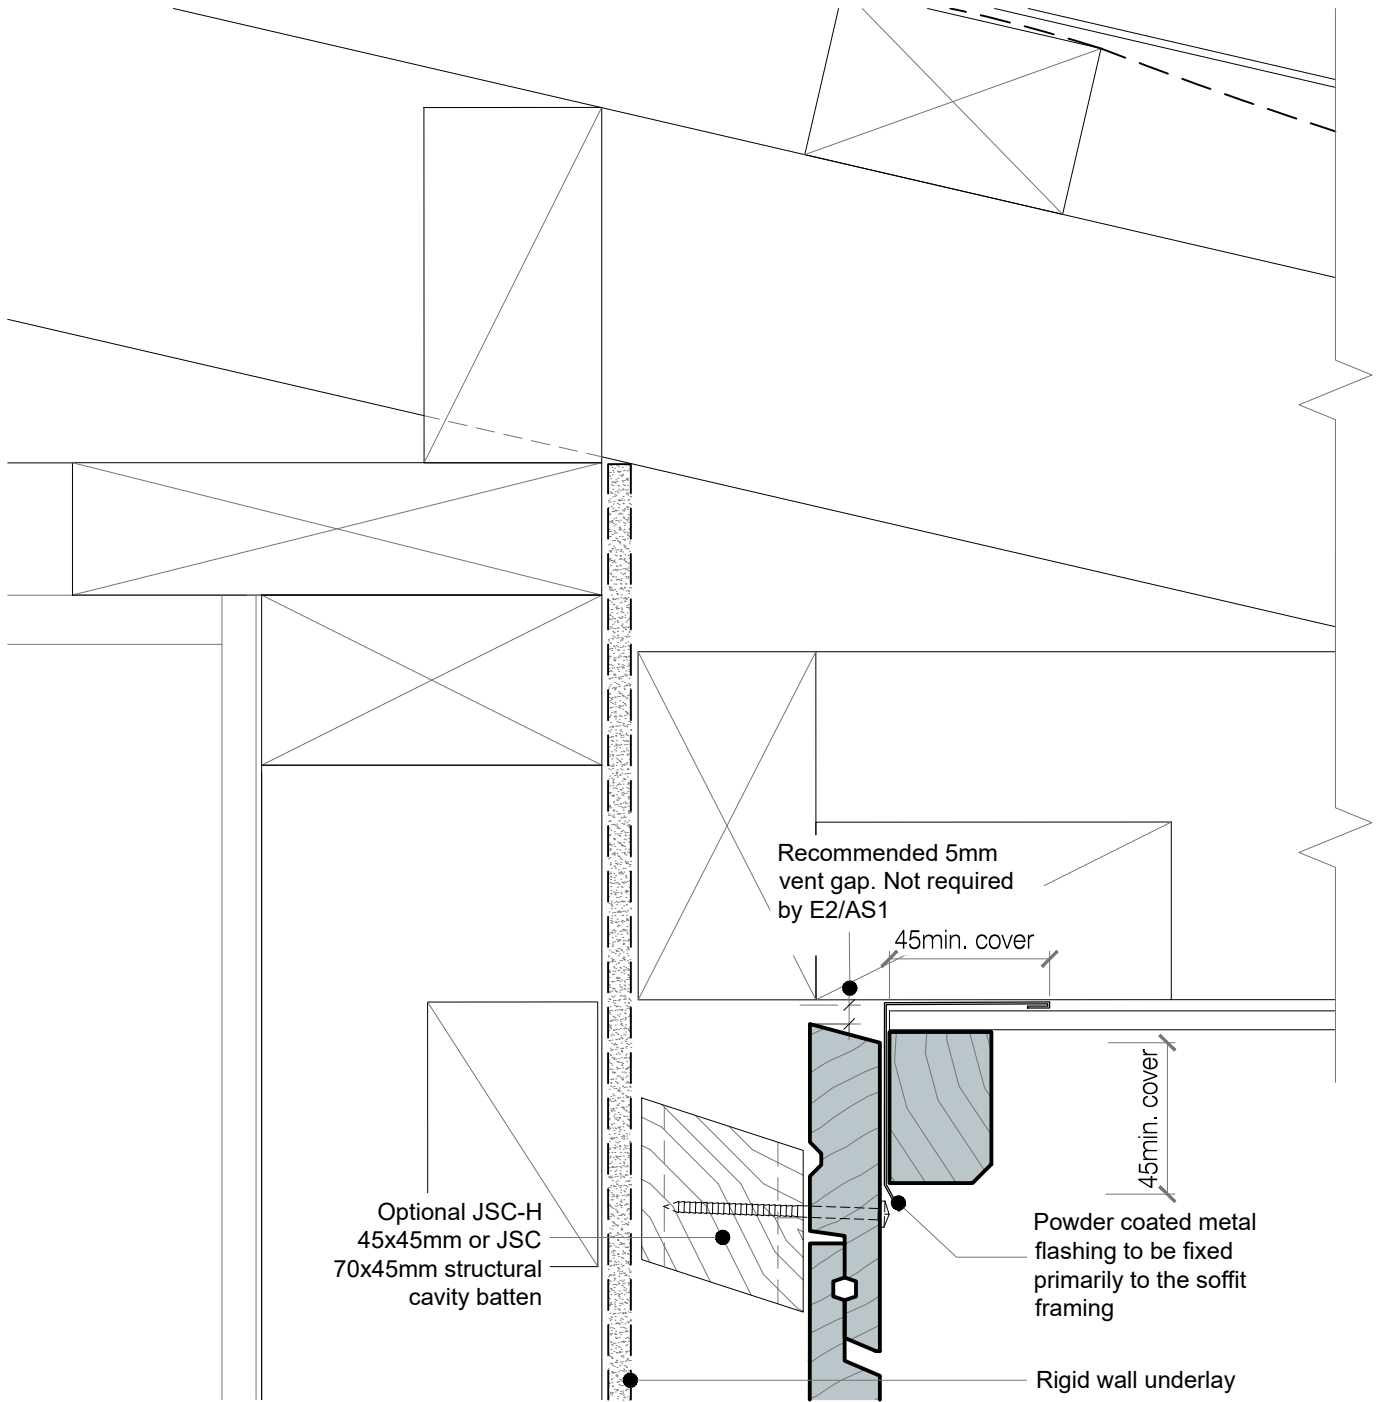 Recommended 5mm
vent gap. Not required
by E2/AS1
45min. cover
45min. cover
Optional JSC-H
45x45mm or JSC
70x45mm structural
cavity batten
Powder coated metal
flashing to be fixed
primarily to the soffit
framing
Rigid wall underlay